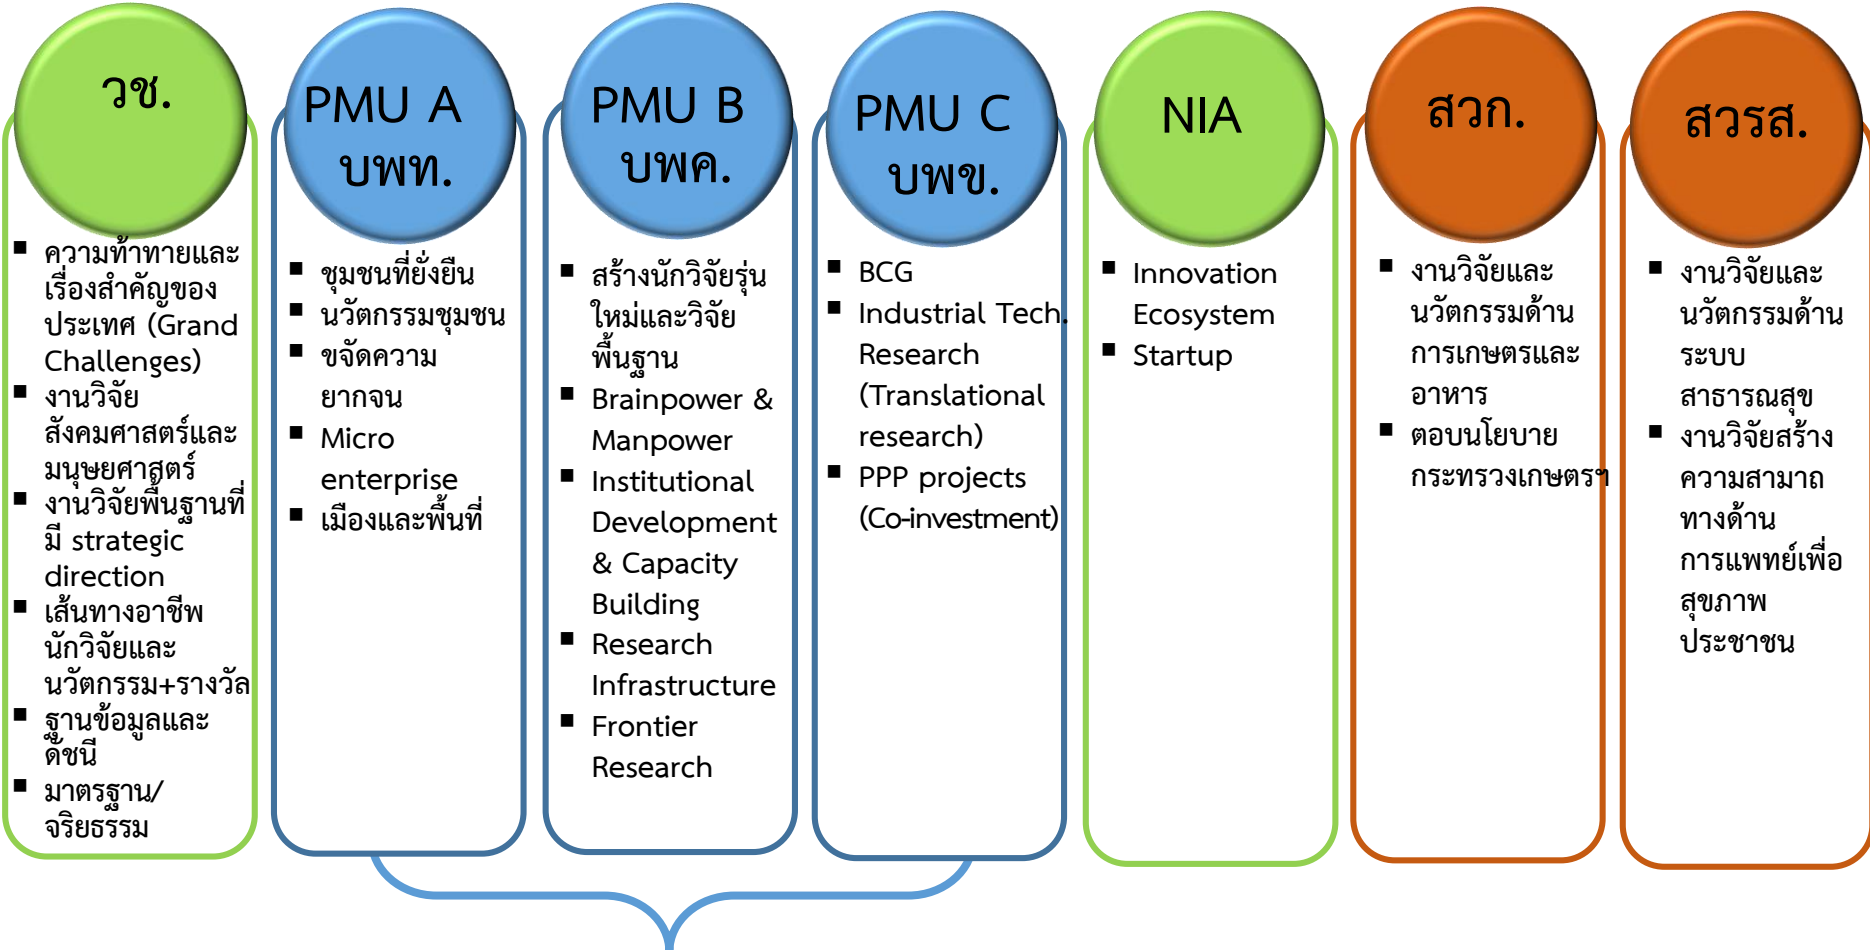 วช.
ความท้าทายและ
เรื่องสำคัญของ
ประเทศ (Grand
Challenges)
งานวิจัย
สังคมศาสตร์และ
มนุษยศาสตร์
งานวิจัยพื้นฐานที่
มี strategic
direction
เส้นทางอาชีพ
นักวิจัยและ
นวัตกรรม+รางวัล
ฐานข้อมูลและ
ดัชนี
มาตรฐาน/
จริยธรรม
PMU A
บพท.
ชุมชนที่ยั่งยืน
นวัตกรรมชุมชน
ขจัดความ
ยากจน
Micro
enterprise
เมืองและพื้นที่
PMU B
บพค.
สร้างนักวิจัยรุ่น
ใหม่และวิจัย
พื้นฐาน
Brainpower &
Manpower
Institutional
Development
& Capacity
Building
Research
Infrastructure
Frontier
Research
PMU C
บพข.
BCG
Industrial Tech.
Research
(Translational
research)
PPP projects
(Co-investment)
NIA
Innovation
Ecosystem
Startup
สวก.
งานวิจัยและ
นวัตกรรมด้าน
การเกษตรและ
อาหาร
ตอบนโยบาย
กระทรวงเกษตรฯ
สวรส.
งานวิจัยและ
นวัตกรรมด้าน
ระบบ
สาธารณสุข
งานวิจัยสร้าง
ความสามาถ
ทางด้าน
การแพทย์เพื่อ
สุขภาพ
ประชาชน